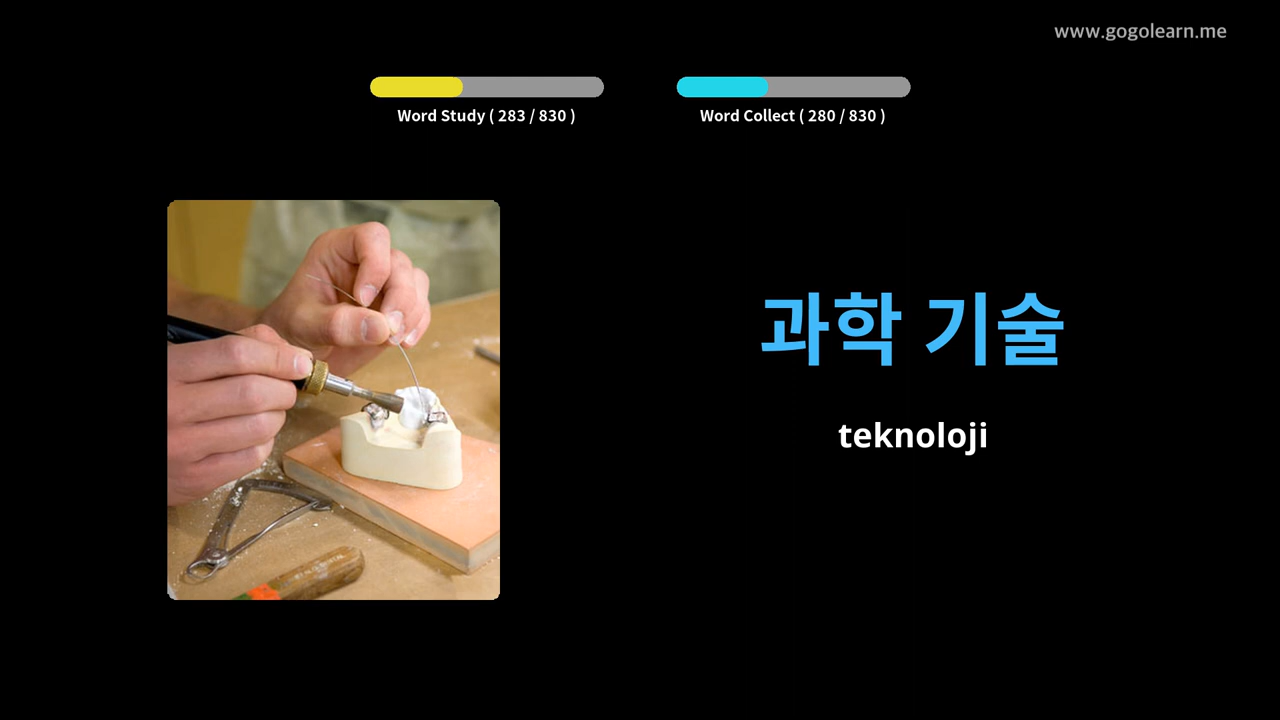 www.gogolearn.me
Word Study ( 283 / 830 )
Word Collect ( 280 / 830 )
과학 기술
teknoloji